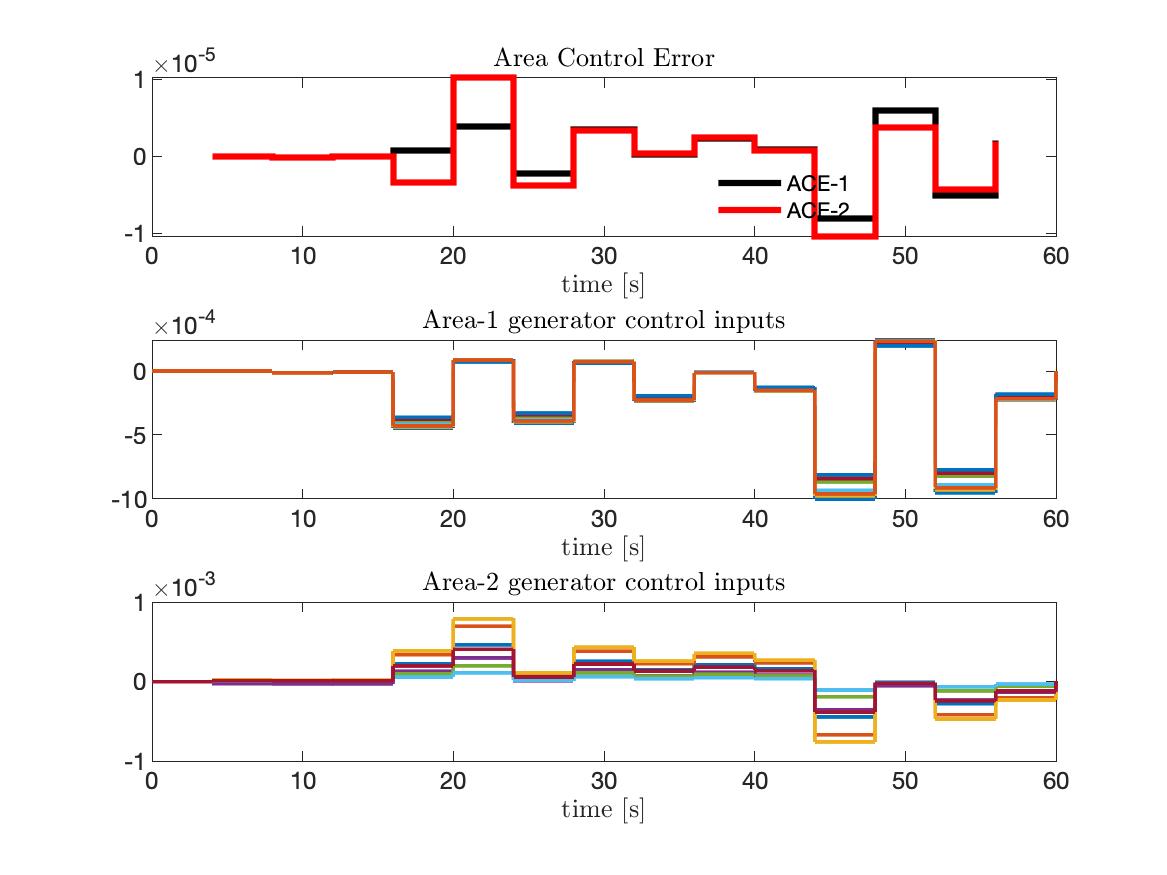 ×10-5
Area Control Error
1
0
-1
ACE-1
ACE-2
0 10 20 30 40 50 60
time [s]
×10-4
Area-1 generator control inputs
0
-5
-10
0 10 20 30 40 50 60
time [s]
×10-3
Area-2 generator control inputs
1
0
-1
0 10 20 30 40 50 60
time [s]